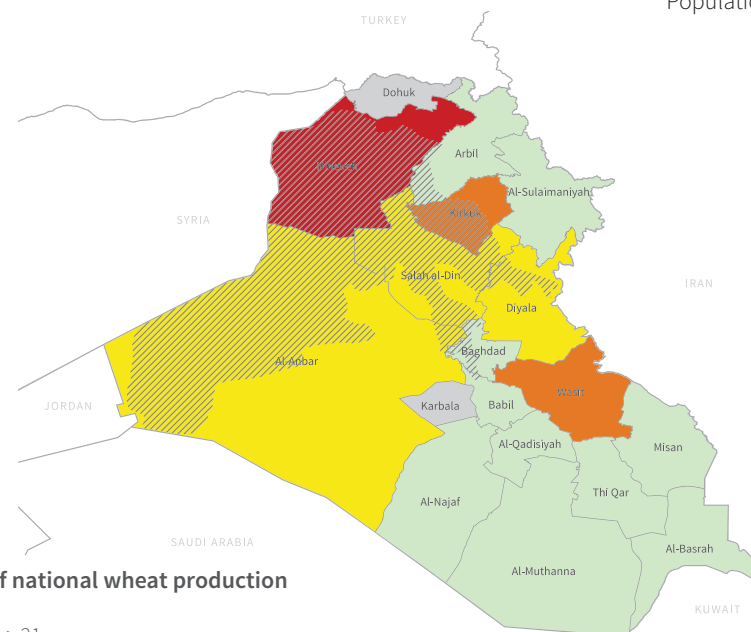 Populatio
TURKEY
Dohuk
Arbil
Al-Sulaimaniyah
Kirkuk
SYRIA
Salah al-Din
IRAN
Diyala
Baghdad
Al-Anbar
Wasit
JORDAN
Karbala
Babil
Al-Qadisiyah
Misan
Thi Qar
Al-Najaf
SAUDI ARABIA
Al-Basrah
Al-Muthanna
f national wheat production
KUWAIT